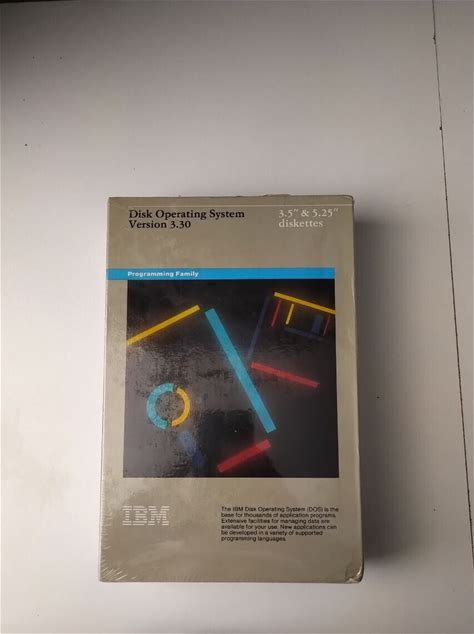 Disk Operating System
Version 3.30
3.5" & 5.25"
diskettes
Programming Family
IBM
The IBM Disk Operating System (DOS) is the
base for thousands of application programs.
Extensive facilities for managing data are
available for your use. New applications can
be developed in a variety of supported
programming languages.